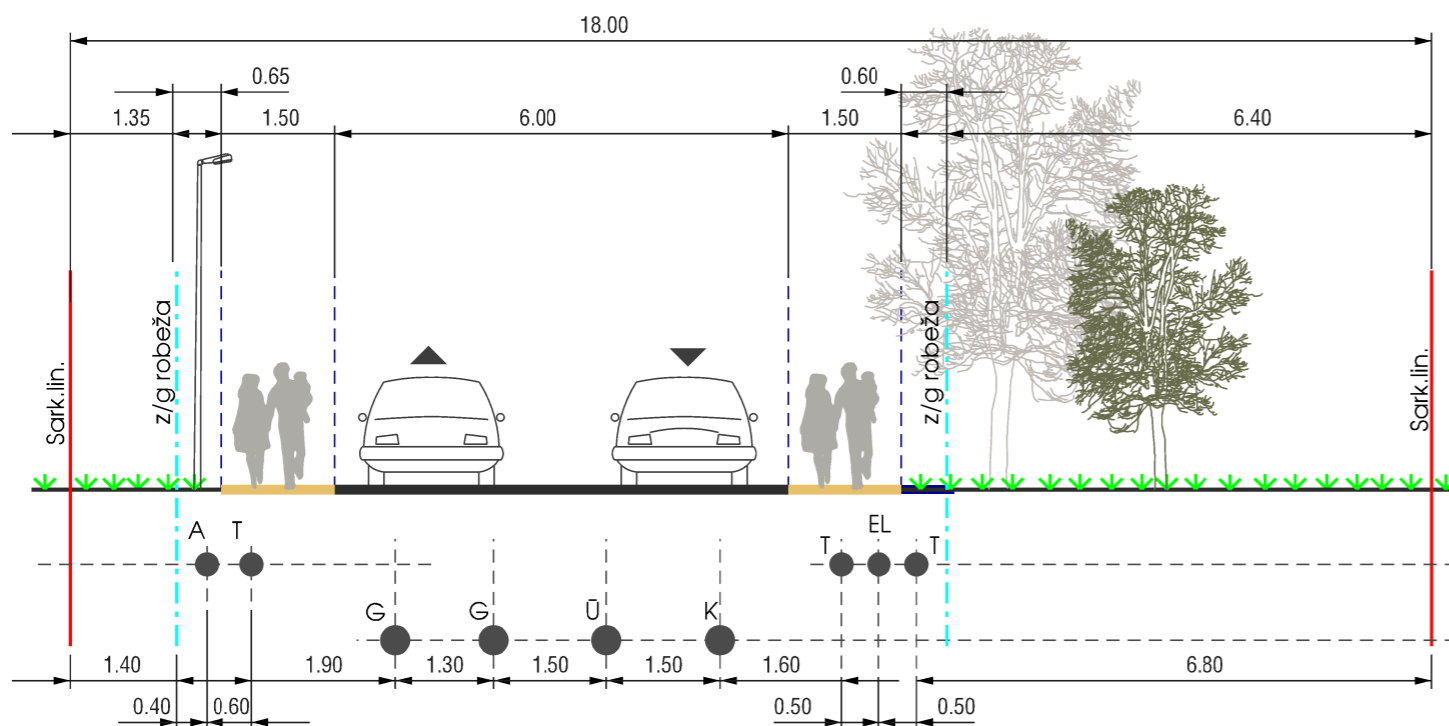 18.00
0.65 0.60
1.35 1.50 6.00 1.50 6.40
Sark.lin. z/g robeža z/g robeža Sark.lin.
A T T EL T
G G Ū K
1.40 1.90 1.30 1.50 1.50 1.60 6.80
0.40 0.60 0.50 0.50